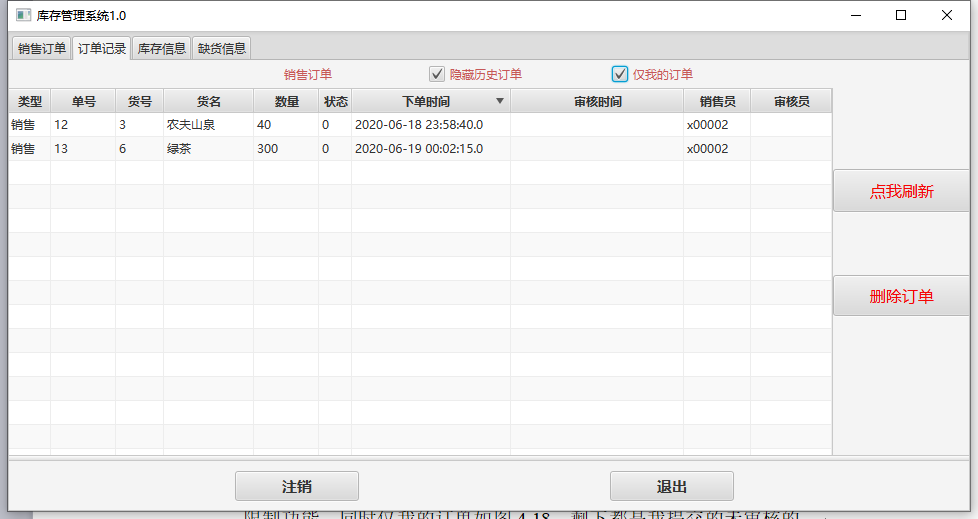 库存管理系统1.0
销售订单 订单记录 库存信息 缺货信息
销售订单 隐藏历史订单 仅我的订单
类型 单号 货号 货名 数量 状态 下单时间 审核时间 销售员 审核员
销售 12 3 农夫山泉 40 0 2020-06-18 23:58:40.0 x00002
销售 13 6 绿茶 300 0 2020-06-19 00:02:15.0 x00002
点我刷新
删除订单
注销 退出
限制功能，同时仅我的订单如图 4.18，剩下都是我提交的未审核的